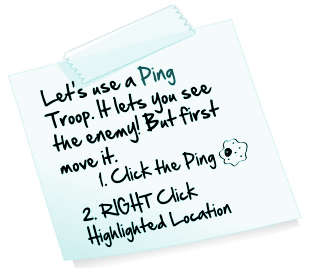 Let's use a Ping
Troop. It lets you see
the enemy! But first
move it.
1. Click the Ping
2. RIGHT Click
Highlighted Location